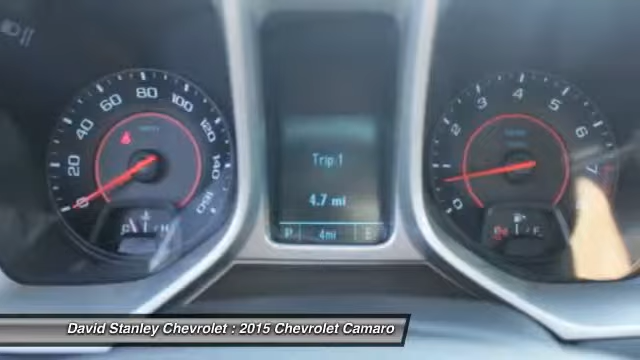 0 20 40 60 80 100 120 140 160
C H
Trip 1
4.7 mi
P 4mi E
0 1 2 3 4 5 6 7
F
David Stanley Chevrolet : 2015 Chevrolet Camaro